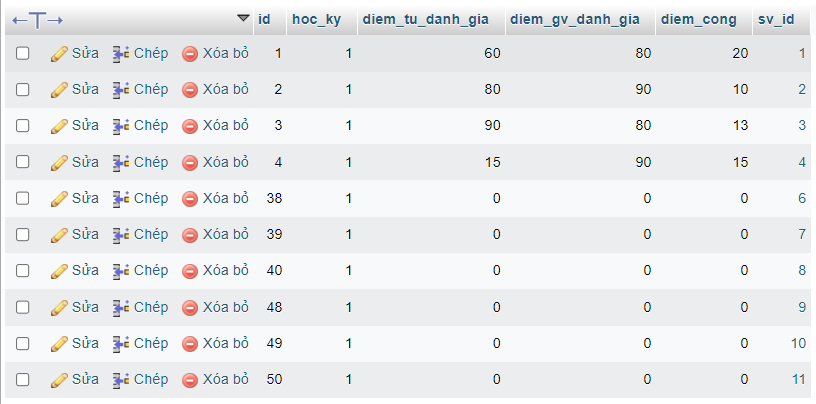 id hoc_ky diem_tu_danh_gia diem_gv_danh_gia diem_cong sv_id
Sửa Chép Xóa bỏ 1 1 60 80 20 1
Sửa Chép Xóa bỏ 2 1 80 90 10 2
Sửa Chép Xóa bỏ 3 1 90 80 13 3
Sửa Chép Xóa bỏ 4 1 15 90 15 4
Sửa Chép Xóa bỏ 38 1 0 0 0 6
Sửa Chép Xóa bỏ 39 1 0 0 0 7
Sửa Chép Xóa bỏ 40 1 0 0 0 8
Sửa Chép Xóa bỏ 48 1 0 0 0 9
Sửa Chép Xóa bỏ 49 1 0 0 0 10
Sửa Chép Xóa bỏ 50 1 0 0 0 11